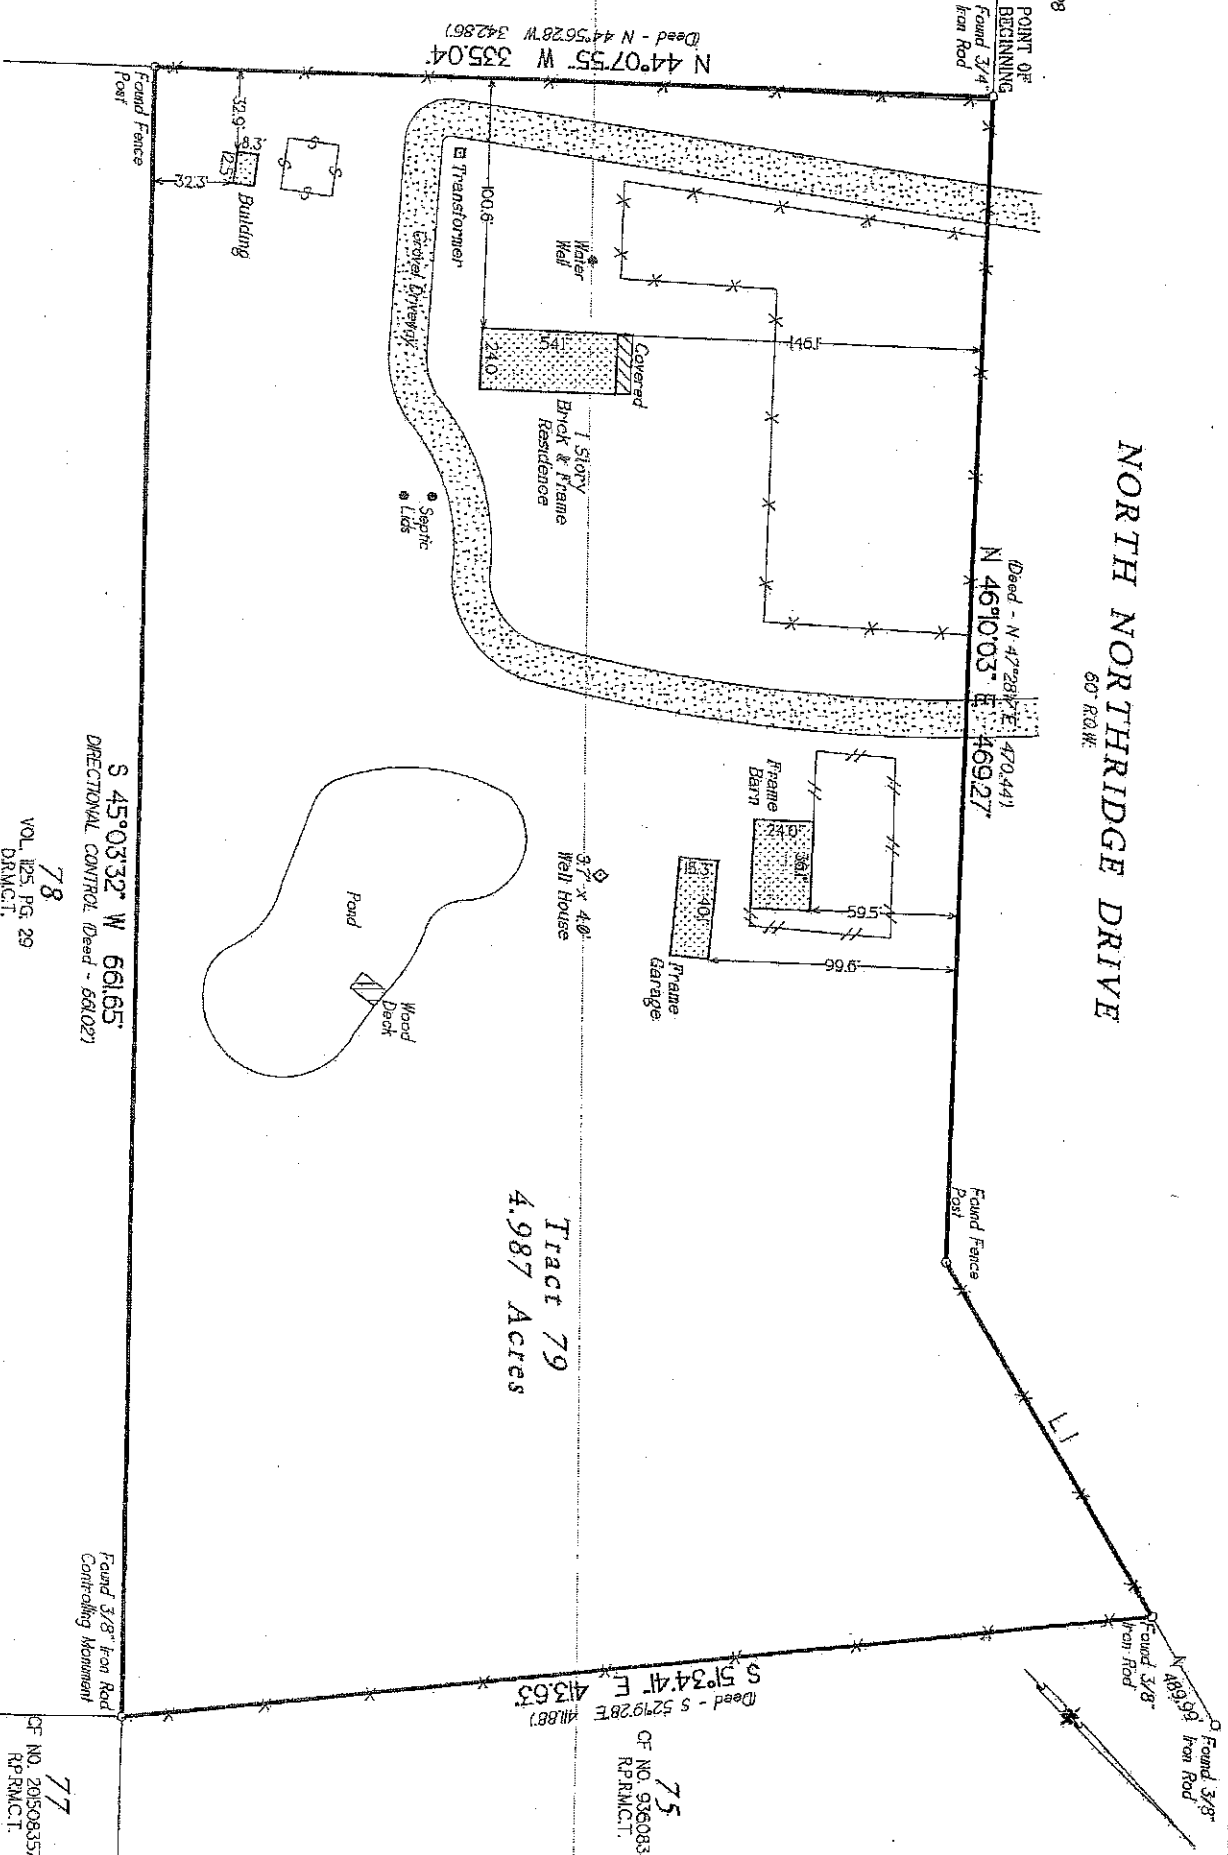 NORTH NORTHRIDGE DRIVE
60' R.O.W.
POINT OF
BEGINNING
Found 3/4"
Iron Rod
(Deed - N 44°56'28"W 342.86')
N 44°07'55" W 335.04'
(Deed - N 47°28' E 470.44')
N 46°10'03" E 469.27'
Found Fence
Post
L1
Found 3/8"
Iron Rod
N
489.99'
Found 3/8"
Iron Rod
S 51°34'41" E 413.63'
(Deed - S 52°19'28"E 411.88')
75
CF NO. 936083
R.P.R.M.C.T.
Found 3/8" Iron Rod
Controlling Monument
77
CF NO. 201508357
R.P.R.M.C.T.
S 45°03'32" W 661.65'
DIRECTIONAL CONTROL (Deed - 661.02')
78
VOL. 1125, PG. 29
D.R.M.C.T.
Found Fence
Post
32.9'
8.3'
12.5'
32.3'
Building
S
S
S
S
Transformer
100.6'
Gravel Driveway
Water
Well
Covered
54.1'
24.0'
146.1'
1 Story
Brick & Frame
Residence
Septic
Lids
Frame
Barn
24.0'
36.1'
59.5'
15.5'
40'
99.6'
Frame
Garage
3.7' x 4.0'
Well House
Pond
Wood
Deck
Tract 79
4.987 Acres